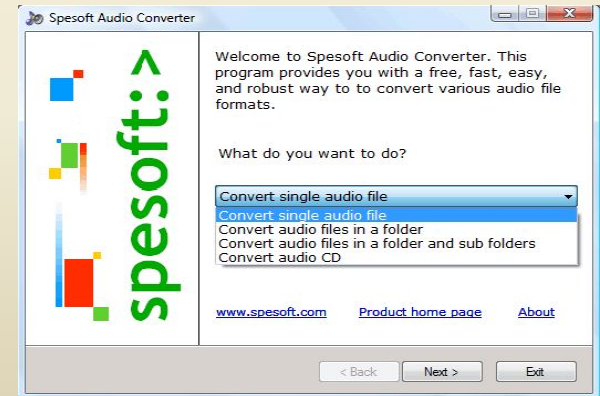 Spesoft Audio Converter
spesoft:>
Welcome to Spesoft Audio Converter. This
program provides you with a free, fast, easy,
and robust way to to convert various audio file
formats.
What do you want to do?
Convert single audio file
Convert single audio file
Convert audio files in a folder
Convert audio files in a folder and sub folders
Convert audio CD
www.spesoft.com Product home page About
< Back Next > Exit